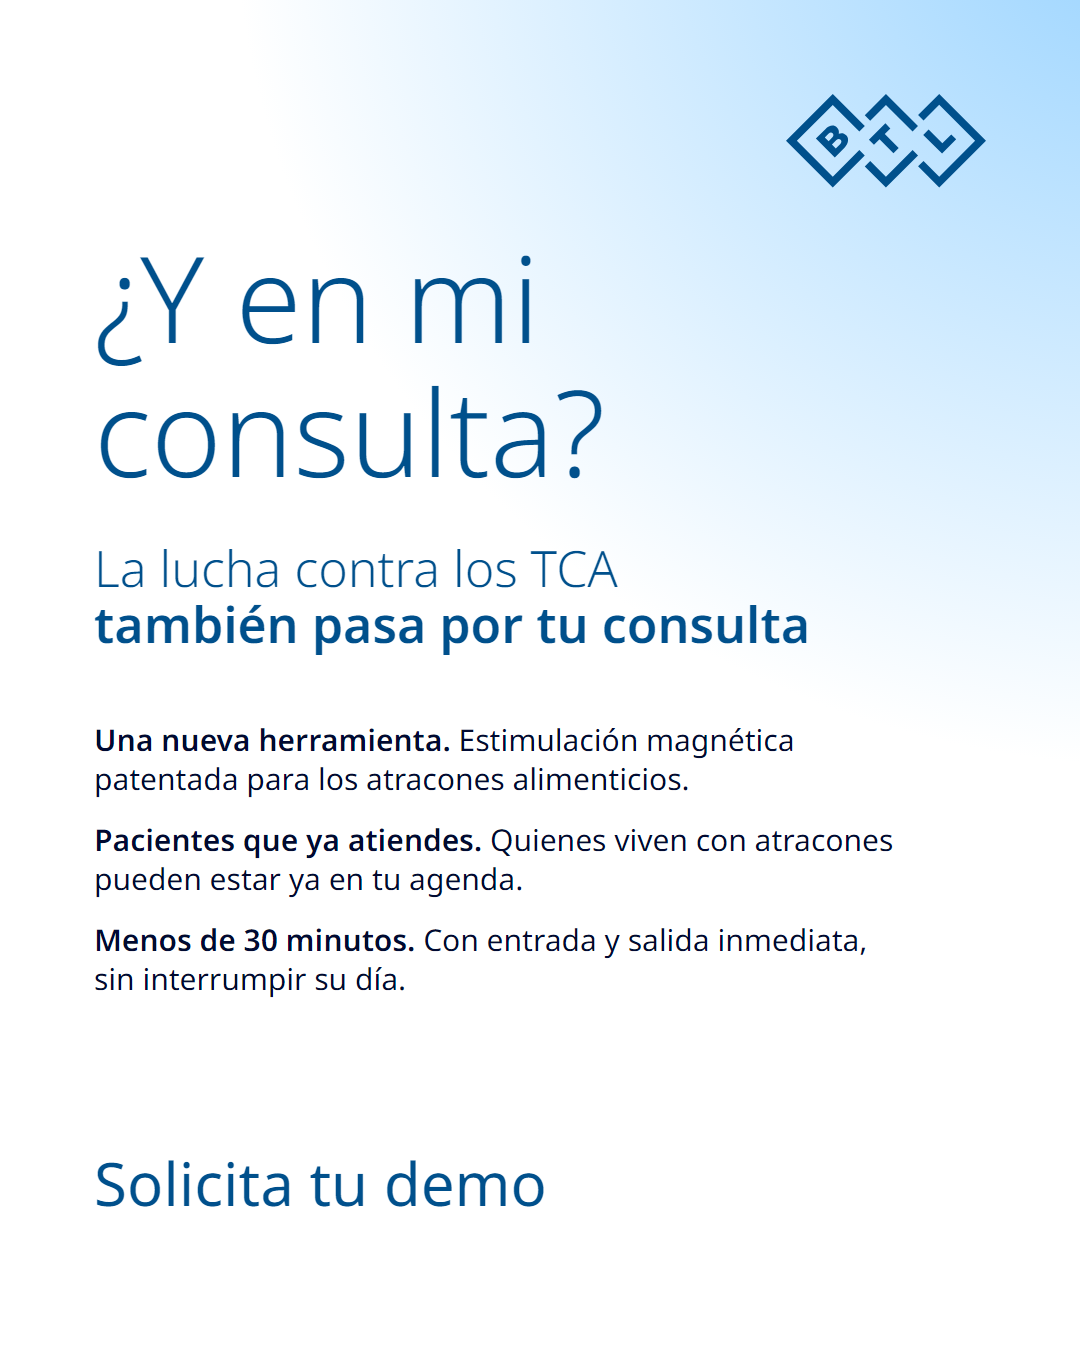 BTL
¿Y en mi
consulta?
La lucha contra los TCA
también pasa por tu consulta
Una nueva herramienta. Estimulación magnética
patentada para los atracones alimenticios.
Pacientes que ya atiendes. Quienes viven con atracones
pueden estar ya en tu agenda.
Menos de 30 minutos. Con entrada y salida inmediata,
sin interrumpir su día.
Solicita tu demo